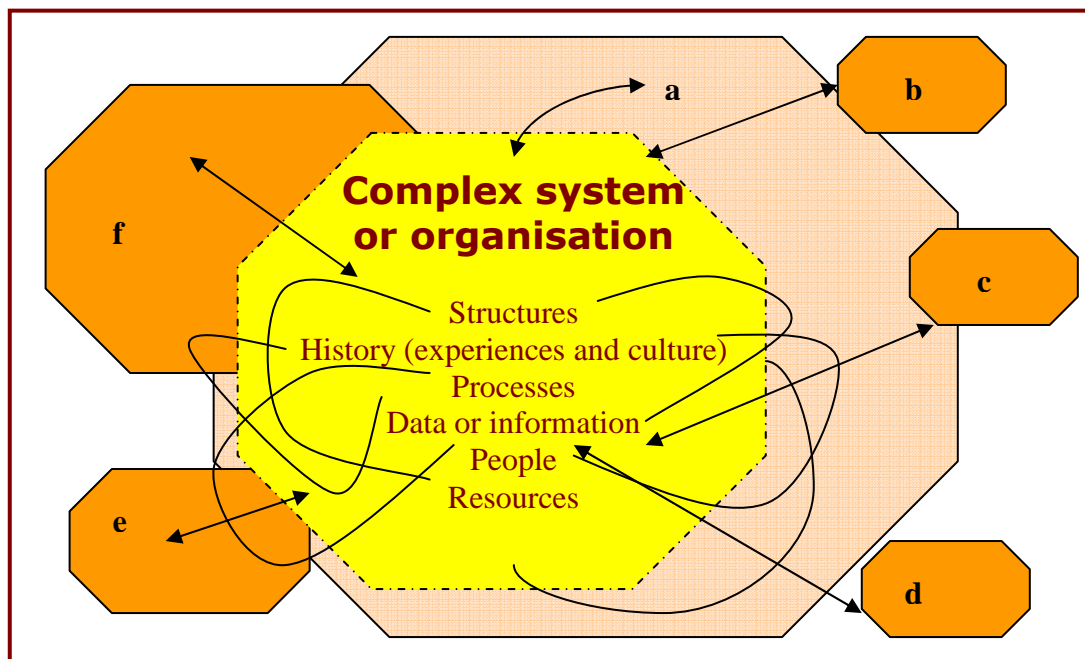 a
b
Complex system
or organisation
f
c
Structures
History (experiences and culture)
Processes
Data or information
People
Resources
e
d